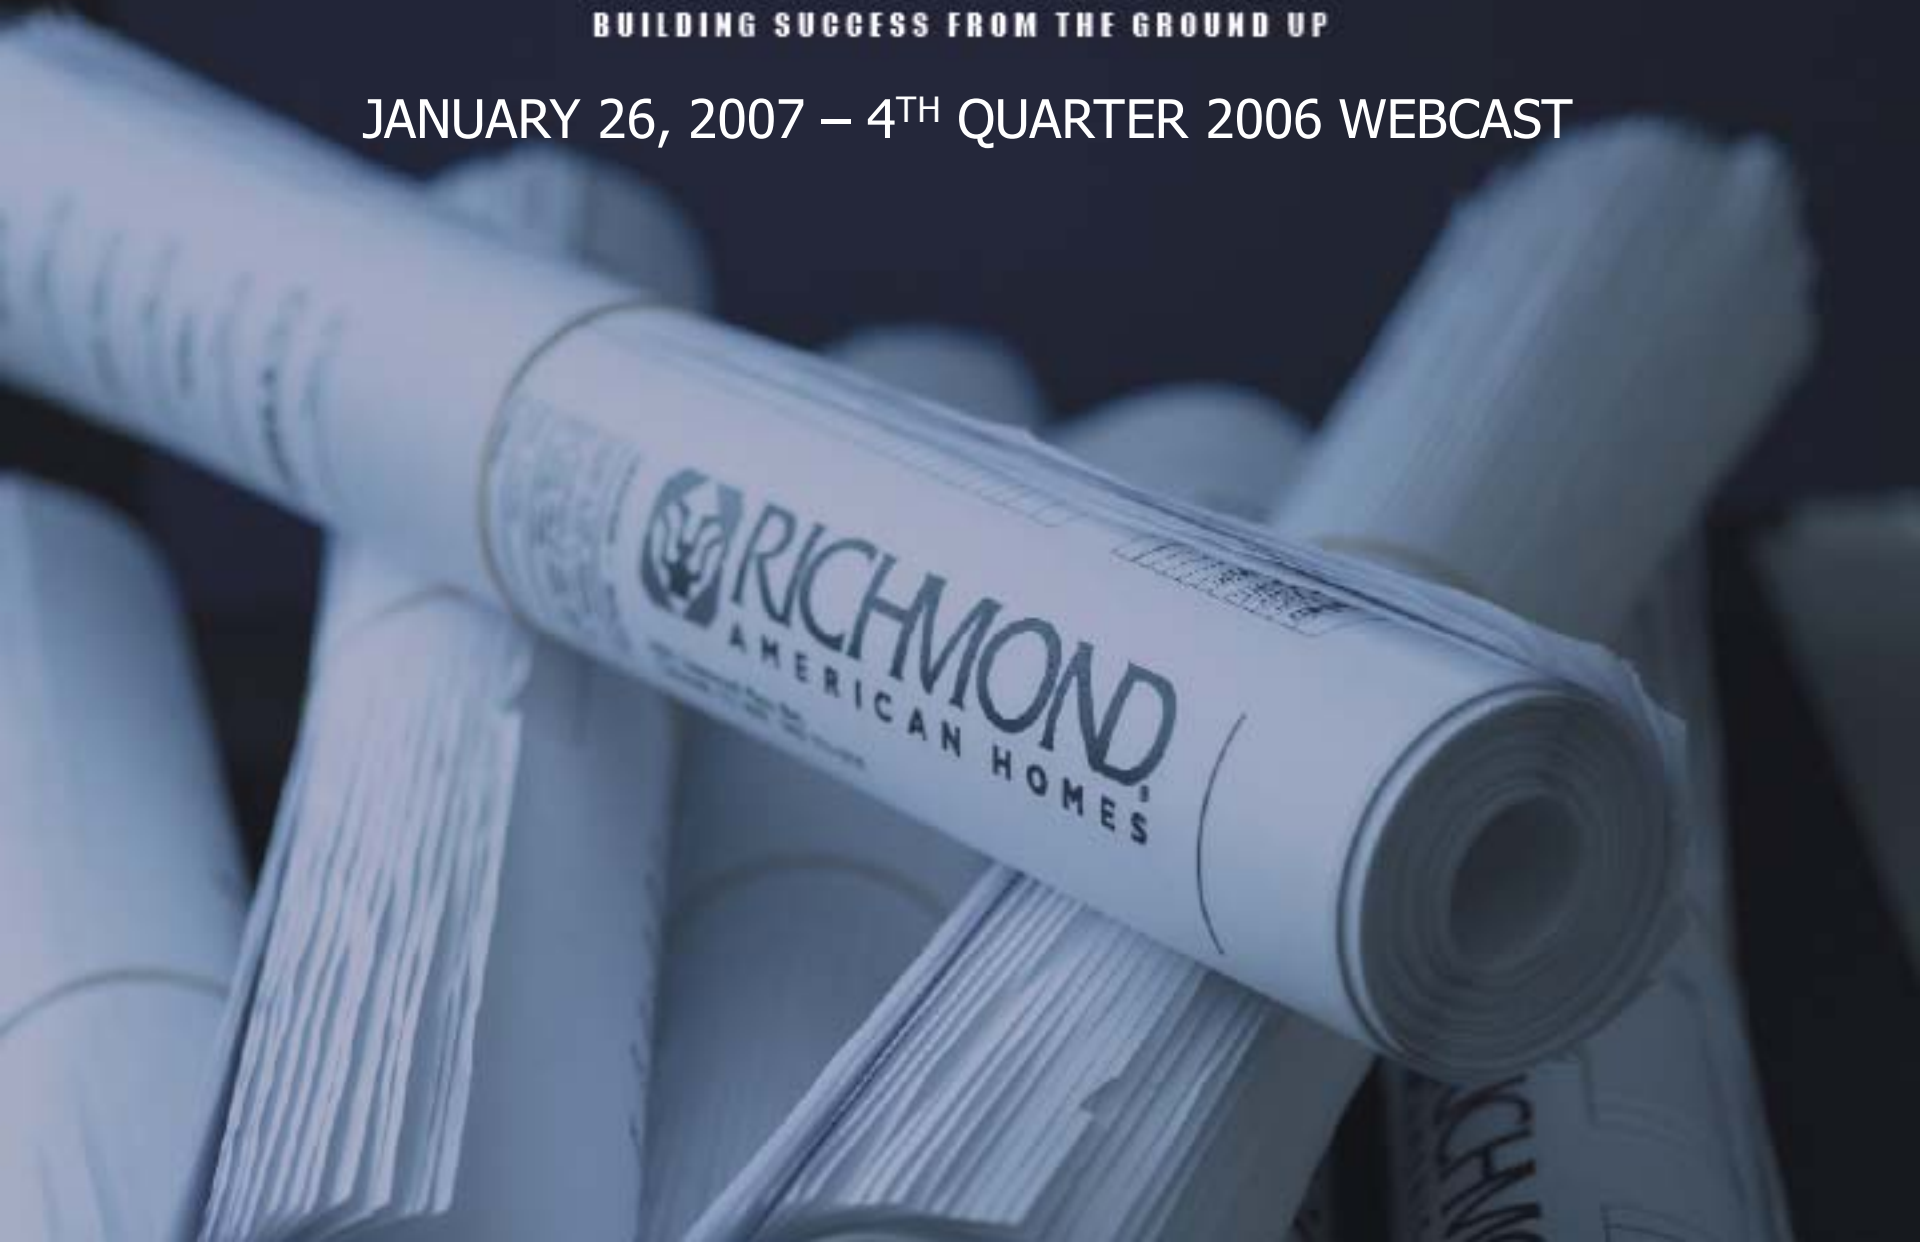 BUILDING SUCCESS FROM THE GROUND UP
JANUARY 26, 2007 – 4TH QUARTER 2006 WEBCAST
RICHMOND®
AMERICAN HOMES